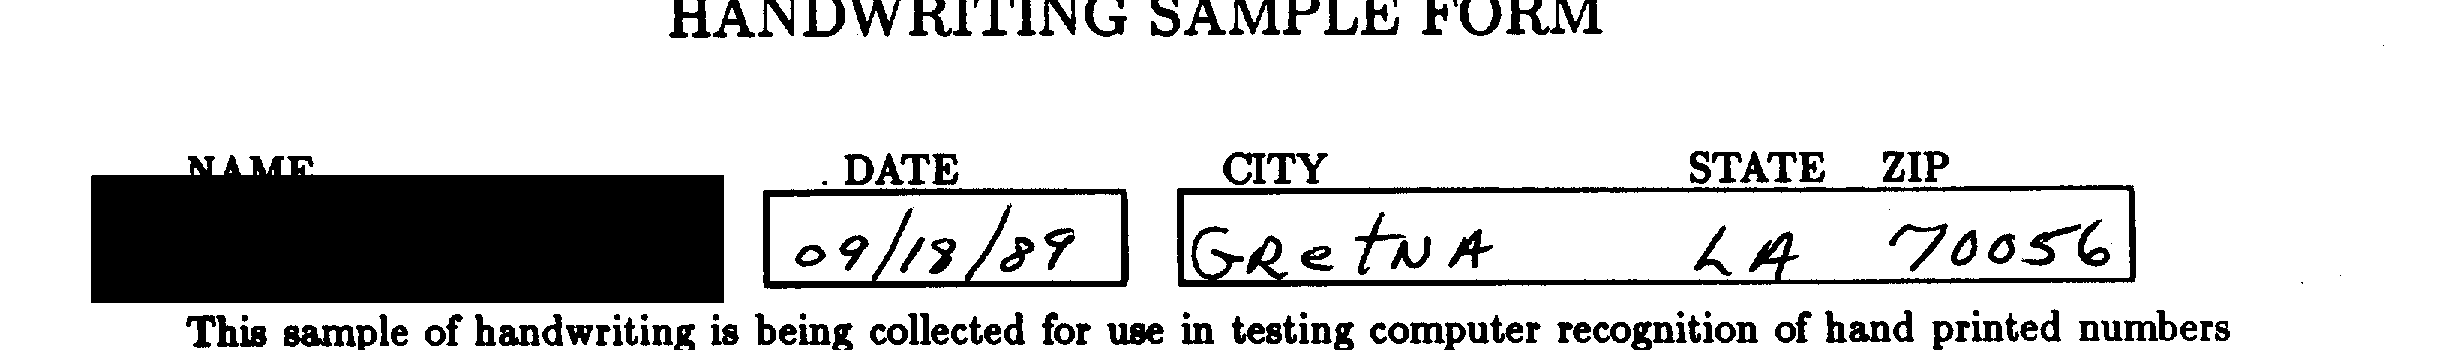 HANDWRITING SAMPLE FORM
NAME DATE CITY STATE ZIP
09/18/89 GRetNA LA 70056
This sample of handwriting is being collected for use in testing computer recognition of hand printed numbers